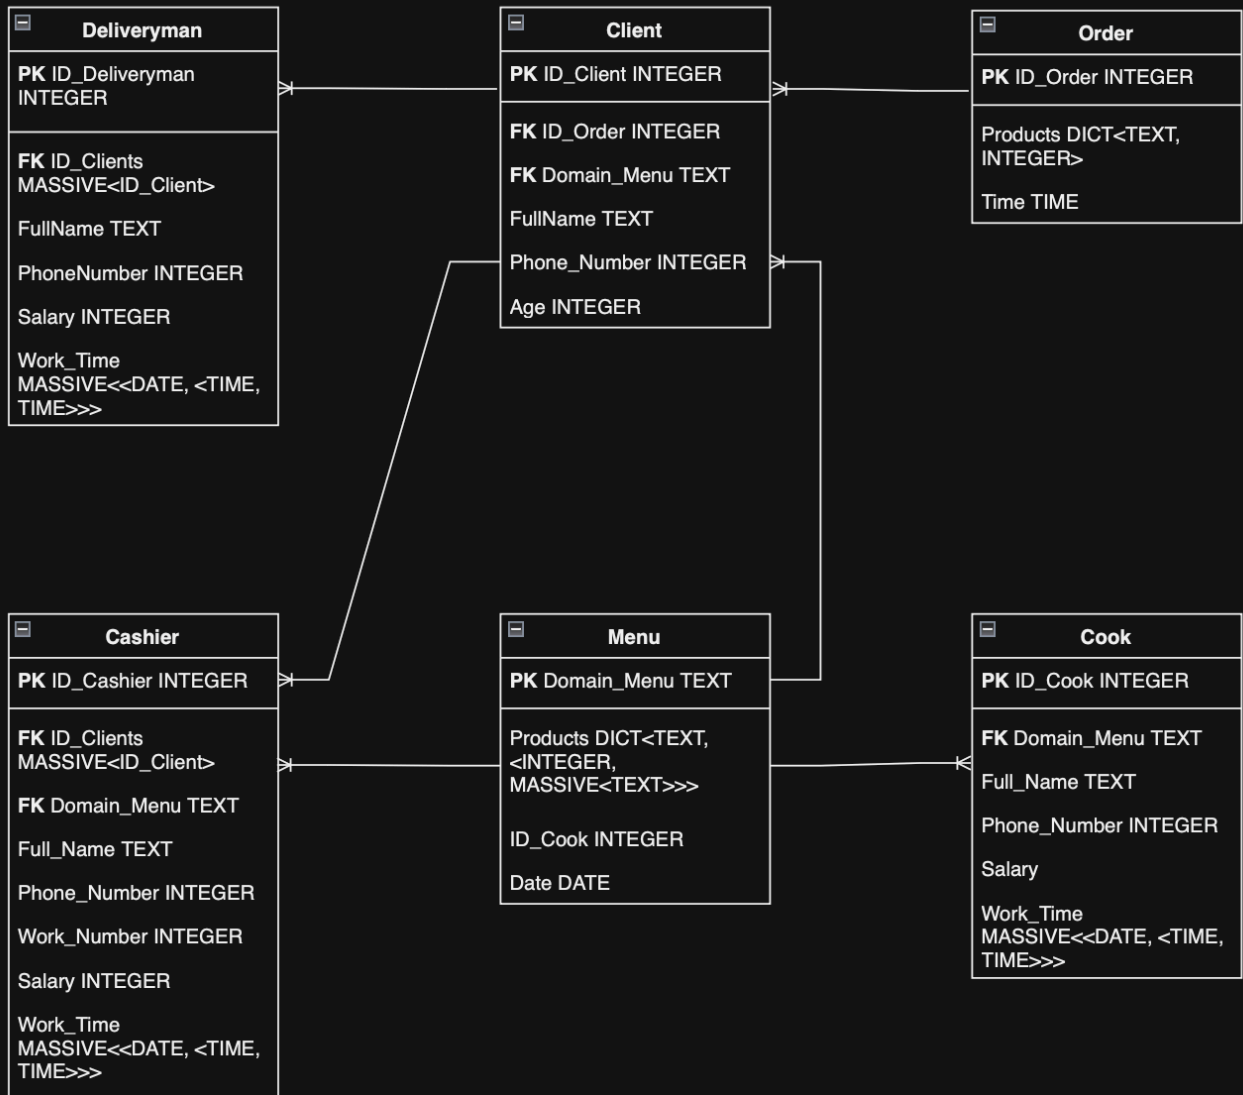 Deliveryman
PK ID_Deliveryman
INTEGER
FK ID_Clients
MASSIVE<ID_Client>
FullName TEXT
PhoneNumber INTEGER
Salary INTEGER
Work_Time
MASSIVE<<DATE, <TIME,
TIME>>>
Client
PK ID_Client INTEGER
FK ID_Order INTEGER
FK Domain_Menu TEXT
FullName TEXT
Phone_Number INTEGER
Age INTEGER
Order
PK ID_Order INTEGER
Products DICT<TEXT,
INTEGER>
Time TIME
Cashier
PK ID_Cashier INTEGER
FK ID_Clients
MASSIVE<ID_Client>
FK Domain_Menu TEXT
Full_Name TEXT
Phone_Number INTEGER
Work_Number INTEGER
Salary INTEGER
Work_Time
MASSIVE<<DATE, <TIME,
TIME>>>
Menu
PK Domain_Menu TEXT
Products DICT<TEXT,
<INTEGER,
MASSIVE<TEXT>>>
ID_Cook INTEGER
Date DATE
Cook
PK ID_Cook INTEGER
FK Domain_Menu TEXT
Full_Name TEXT
Phone_Number INTEGER
Salary
Work_Time
MASSIVE<<DATE, <TIME,
TIME>>>